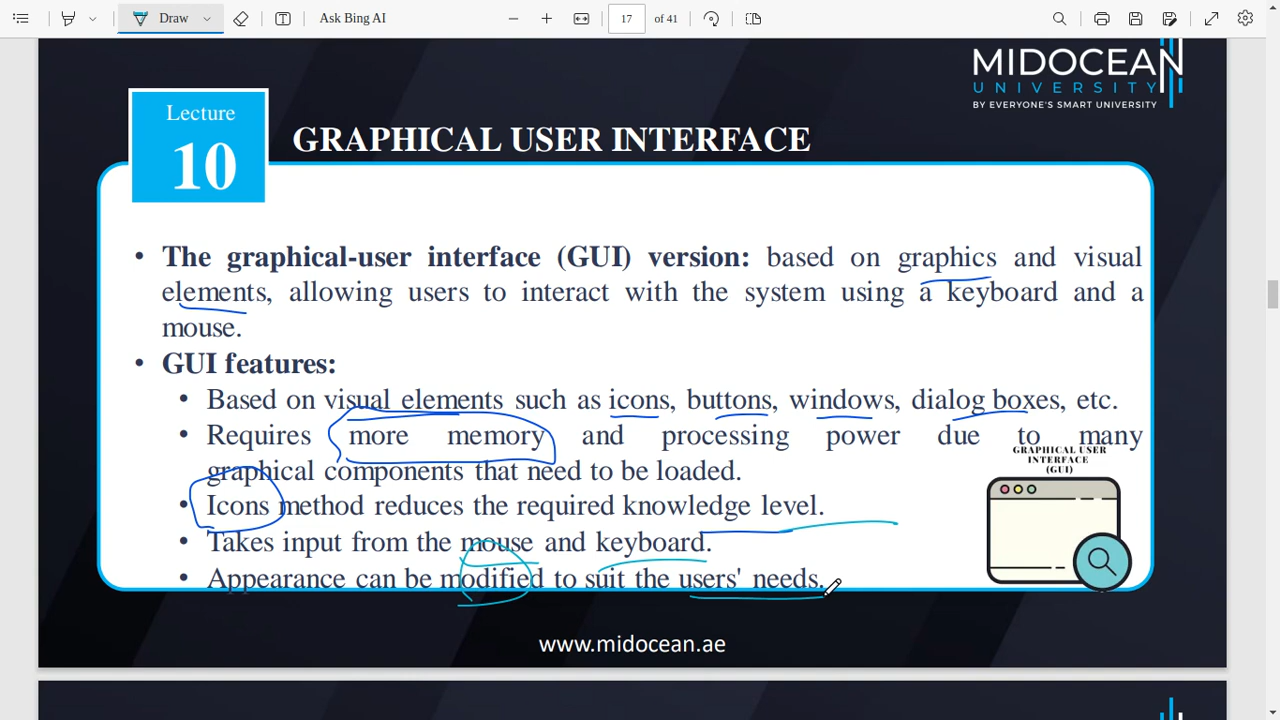 Draw
Ask Bing AI
17 of 41
MIDOCEAN
UNIVERSITY
BY EVERYONE'S SMART UNIVERSITY
Lecture
10
GRAPHICAL USER INTERFACE
• The graphical-user interface (GUI) version: based on graphics and visual
elements, allowing users to interact with the system using a keyboard and a
mouse.
• GUI features:
• Based on visual elements such as icons, buttons, windows, dialog boxes, etc.
• Requires more memory and processing power due to many
graphical components that need to be loaded.
• Icons method reduces the required knowledge level.
• Takes input from the mouse and keyboard.
• Appearance can be modified to suit the users' needs.
GRAPHICAL USER
INTERFACE
(GUI)
www.midocean.ae